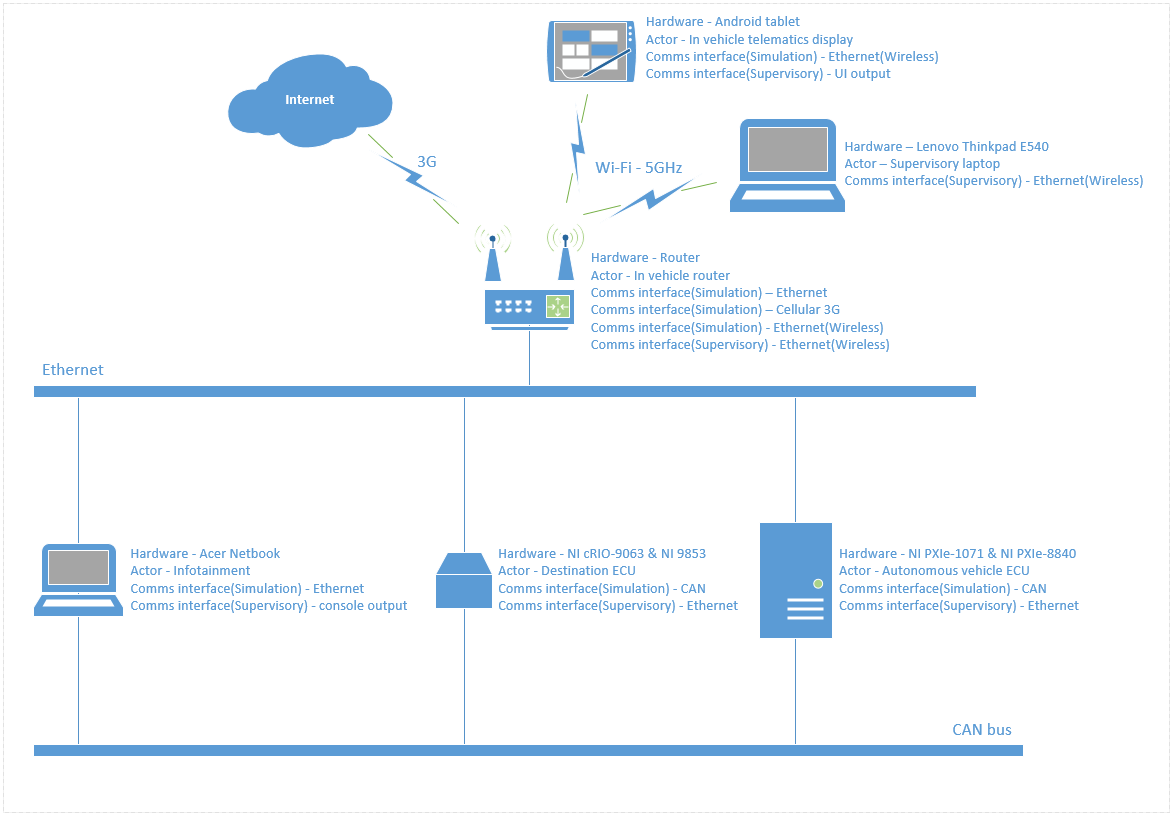 Hardware - Android tablet
Actor - In vehicle telematics display
Comms interface(Simulation) - Ethernet(Wireless)
Comms interface(Supervisory) - UI output
Internet
3G
Wi-Fi - 5GHz
Hardware – Lenovo Thinkpad E540
Actor – Supervisory laptop
Comms interface(Supervisory) - Ethernet(Wireless)
Hardware - Router
Actor - In vehicle router
Comms interface(Simulation) – Ethernet
Comms interface(Simulation) – Cellular 3G
Comms interface(Simulation) - Ethernet(Wireless)
Comms interface(Supervisory) - Ethernet(Wireless)
Ethernet
Hardware - Acer Netbook
Actor - Infotainment
Comms interface(Simulation) - Ethernet
Comms interface(Supervisory) - console output
Hardware - NI cRIO-9063 & NI 9853
Actor - Destination ECU
Comms interface(Simulation) - CAN
Comms interface(Supervisory) - Ethernet
Hardware - NI PXIe-1071 & NI PXIe-8840
Actor - Autonomous vehicle ECU
Comms interface(Simulation) - CAN
Comms interface(Supervisory) - Ethernet
CAN bus